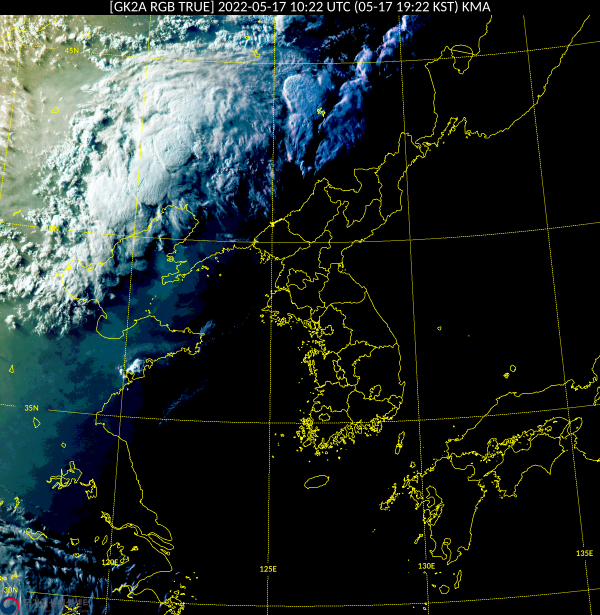 [GK2A RGB TRUE] 2022-05-17 10:22 UTC (05-17 19:22 KST) KMA
45N
35N
135E
120E
130E
125E
30N